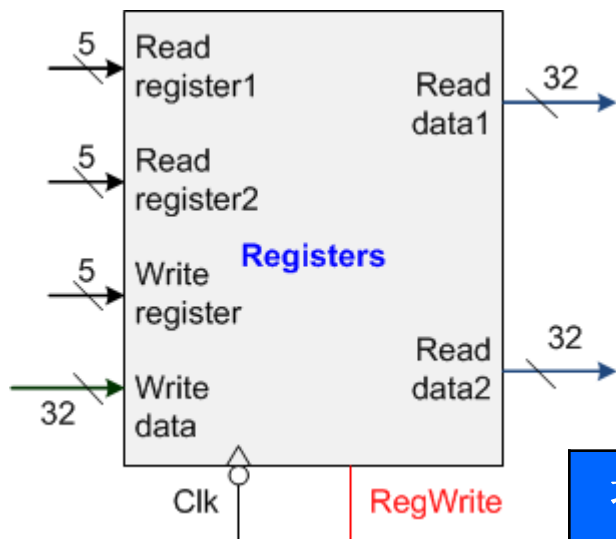 5
Read
register1
5
Read
register2
5
Write
register
32
Write
data
Registers
Read
data1
32
Read
data2
32
Clk
RegWrite